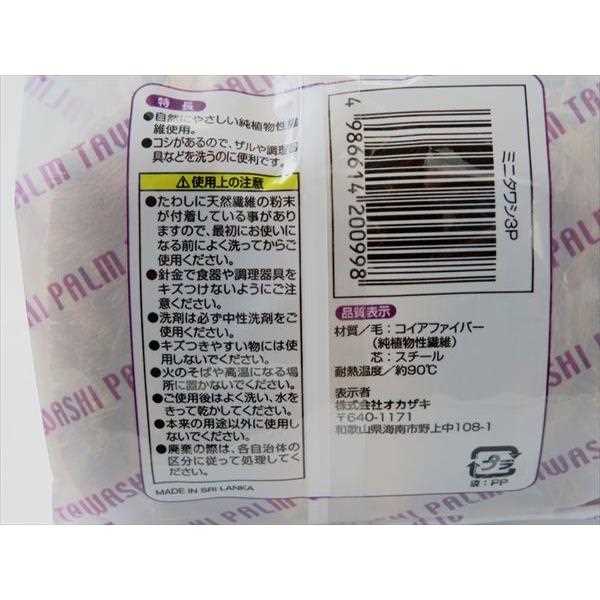 特長
●自然にやさしい純植物性繊
維使用。
●コシがあるので、ザルや調理器
具などを洗うのに便利です。
⚠使用上の注意
●たわしに天然繊維の粉末
が付着している事があり
ますので、最初にお使いに
なる前によく洗ってからご
使用ください。
●針金で食器や調理器具を
キズつけないようにご注
意ください。
●洗剤は必ず中性洗剤をご
使用ください。
●キズつきやすい物には使
用しないでください。
●火のそばや高温になる場
所に置かないでください。
●ご使用後はよく洗い、水を
きって乾かしてください。
●本来の用途以外に使用し
ないでください。
●廃棄の際は、各自治体の
区分に従って処理してく
ださい。
MADE IN SRI LANKA
4 986614 200998
ミニタワシ3P
品質表示
材質／毛：コイアファイバー
（純植物性繊維）
芯：スチール
耐熱温度／約90℃
表示者
株式会社オカザキ
〒640-1171
和歌山県海南市野上中108-1
プラ
袋：PP
PALM TAWASHI
TAWASHI PALM